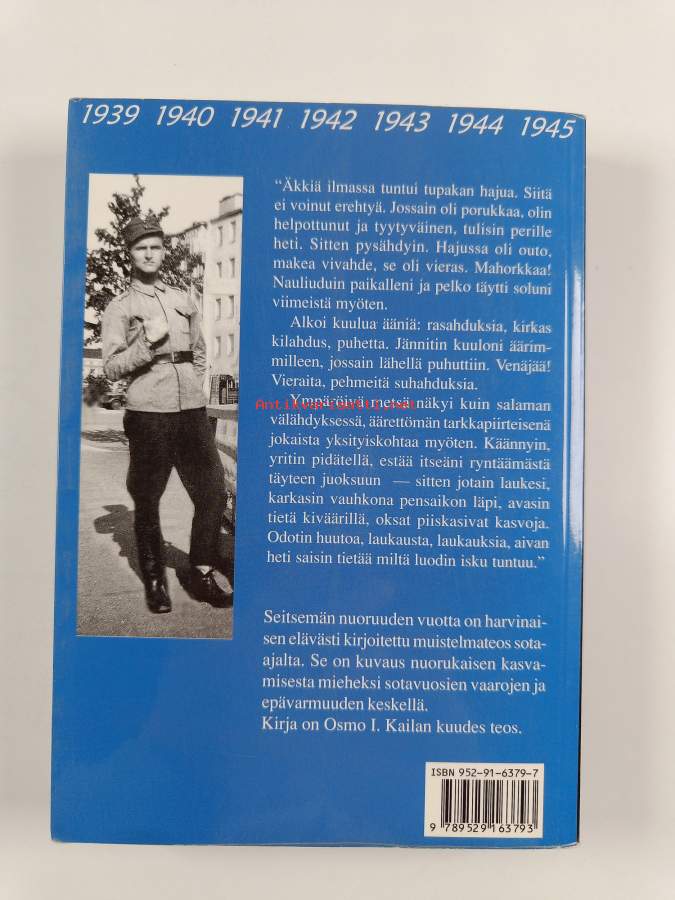 1939 1940 1941 1942 1943 1944 1945
“Äkkiä ilmassa tuntui tupakan hajua. Siitä
ei voinut erehtyä. Jossain oli porukkaa, olin
helpottunut ja tyytyväinen, tulisin perille
heti. Sitten pysähdyin. Hajussa oli outo,
makea vivahde, se oli vieras. Mahorkkaa!
Nauliuduin paikalleni ja pelko täytti soluni
viimeistä myöten.
Alkoi kuulua ääniä: rasahduksia, kirkas
kilahdus, puhetta. Jännitin kuuloni äärim-
milleen, jossain lähellä puhuttiin. Venäjää!
Vieraita, pehmeitä suhahduksia.
Antikvariaatti.net
Ympäröivä metsä näkyi kuin salaman
välähdyksessä, äärettömän tarkkapiirteisenä
jokaista yksityiskohtaa myöten. Käännyin,
yritin pidätellä, estää itseäni ryntäämästä
täyteen juoksuun — sitten jotain laukesi,
karkasin vauhkona pensaikon läpi, avasin
tietä kiväärillä, oksat piiskasivat kasvoja.
Odotin huutoa, laukausta, laukauksia, aivan
heti saisin tietää miltä luodin isku tuntuu.”
Seitsemän nuoruuden vuotta on harvinai-
sen elävästi kirjoitettu muistelmateos sota-
ajalta. Se on kuvaus nuorukaisen kasva-
misesta mieheksi sotavuosien vaarojen ja
epävarmuuden keskellä.
Kirja on Osmo I. Kailan kuudes teos.
ISBN 952-91-6379-7
9 789529 163793